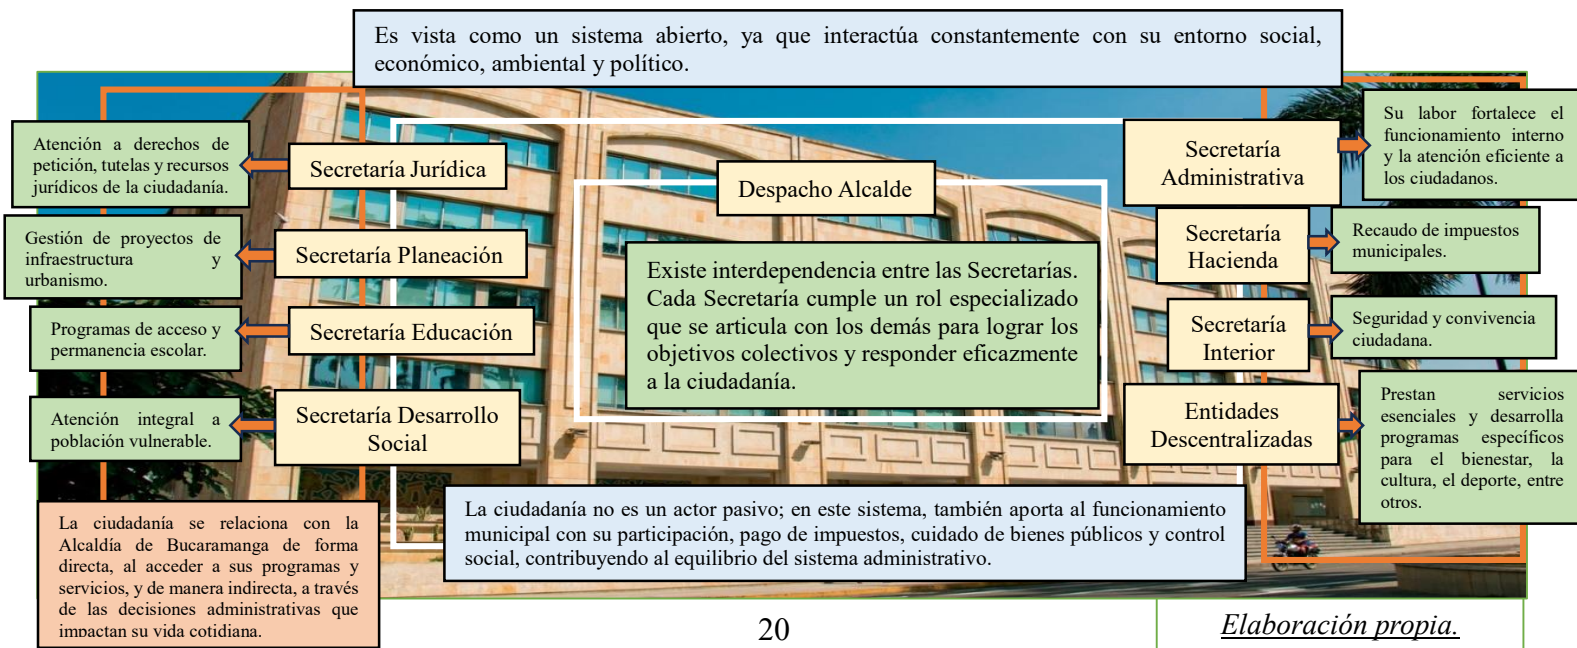 Es vista como un sistema abierto, ya que interactúa constantemente con su entorno social,
económico, ambiental y político.
Atención a derechos de
petición, tutelas y recursos
jurídicos de la ciudadanía.
Secretaría Jurídica
Gestión de proyectos de
infraestructura y
urbanismo.
Secretaría Planeación
Programas de acceso y
permanencia escolar.
Secretaría Educación
Atención integral a
población vulnerable.
Secretaría Desarrollo
Social
Despacho Alcalde
Existe interdependencia entre las Secretarías.
Cada Secretaría cumple un rol especializado
que se articula con los demás para lograr los
objetivos colectivos y responder eficazmente
a la ciudadanía.
Secretaría
Administrativa
Su labor fortalece el
funcionamiento interno
y la atención eficiente a
los ciudadanos.
Secretaría
Hacienda
Recaudo de impuestos
municipales.
Secretaría
Interior
Seguridad y convivencia
ciudadana.
Entidades
Descentralizadas
Prestan servicios
esenciales y desarrolla
programas específicos
para el bienestar, la
cultura, el deporte, entre
otros.
La ciudadanía se relaciona con la
Alcaldía de Bucaramanga de forma
directa, al acceder a sus programas y
servicios, y de manera indirecta, a través
de las decisiones administrativas que
impactan su vida cotidiana.
La ciudadanía no es un actor pasivo; en este sistema, también aporta al funcionamiento
municipal con su participación, pago de impuestos, cuidado de bienes públicos y control
social, contribuyendo al equilibrio del sistema administrativo.
20
Elaboración propia.